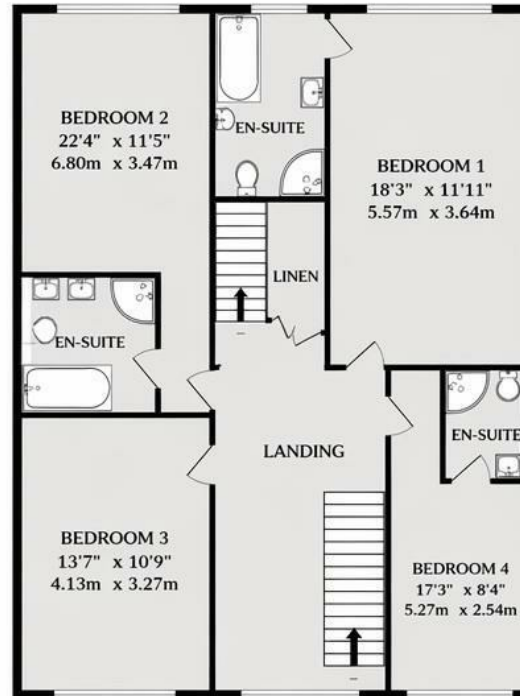 BEDROOM 2
22'4" x 11'5"
6.80m x 3.47m
EN-SUITE
BEDROOM 1
18'3" x 11'11"
5.57m x 3.64m
LINEN
EN-SUITE
LANDING
EN-SUITE
BEDROOM 3
13'7" x 10'9"
4.13m x 3.27m
BEDROOM 4
17'3" x 8'4"
5.27m x 2.54m